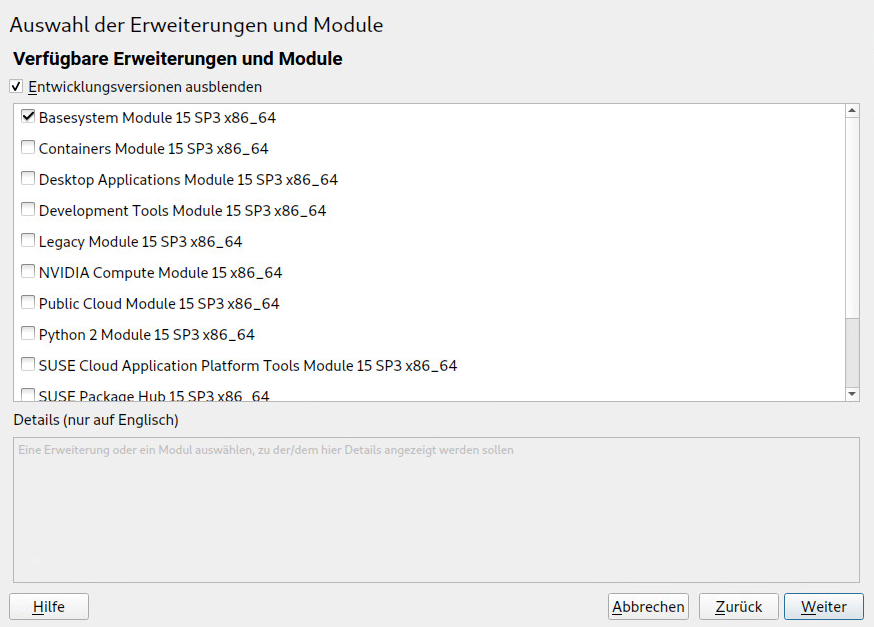 Auswahl der Erweiterungen und Module
Verfügbare Erweiterungen und Module
Entwicklungsversionen ausblenden
Basesystem Module 15 SP3 x86_64
Containers Module 15 SP3 x86_64
Desktop Applications Module 15 SP3 x86_64
Development Tools Module 15 SP3 x86_64
Legacy Module 15 SP3 x86_64
NVIDIA Compute Module 15 x86_64
Public Cloud Module 15 SP3 x86_64
Python 2 Module 15 SP3 x86_64
SUSE Cloud Application Platform Tools Module 15 SP3 x86_64
SUSE Package Hub 15 SP3 x86_64
Details (nur auf Englisch)
Eine Erweiterung oder ein Modul auswählen, zu der/dem hier Details angezeigt werden sollen
Hilfe Abbrechen Zurück Weiter